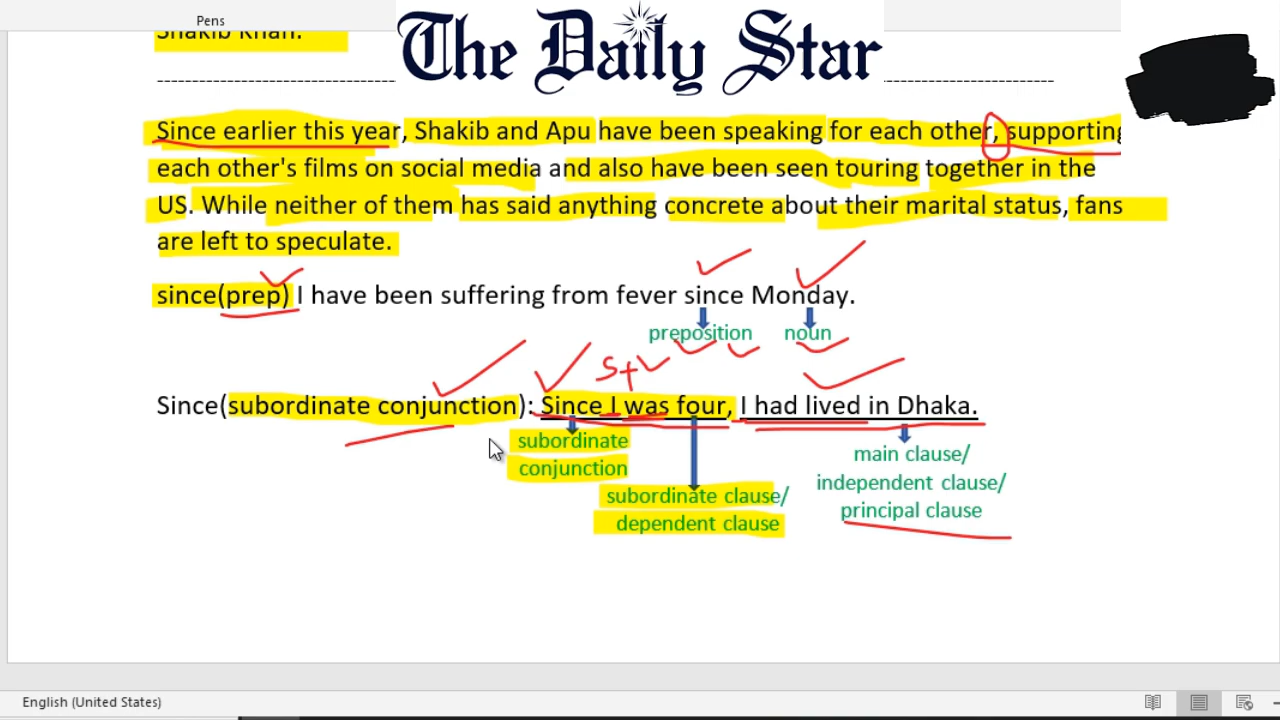 Pens
Shakib Khan.
The Daily Star
Since earlier this year, Shakib and Apu have been speaking for each other, supporting
each other's films on social media and also have been seen touring together in the
US. While neither of them has said anything concrete about their marital status, fans
are left to speculate.
since(prep) I have been suffering from fever since Monday.
preposition noun
S+V
Since(subordinate conjunction): Since I was four, I had lived in Dhaka.
subordinate
conjunction
subordinate clause/
dependent clause
main clause/
independent clause/
principal clause
English (United States)